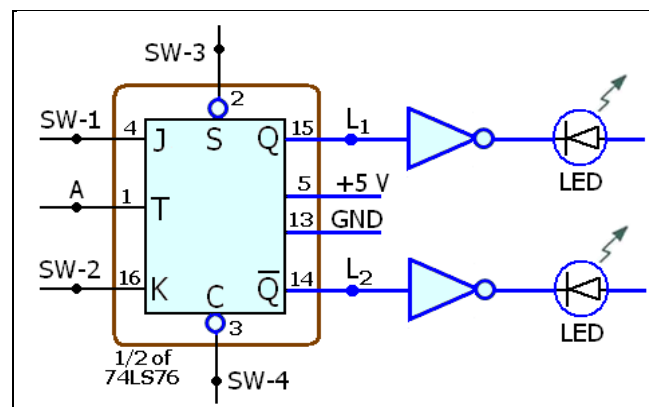 SW-3
2
SW-1
4
J
S
Q
15
L1
LED
A
1
T
5
+5 V
13
GND
SW-2
16
K
C
Q̅
14
L2
LED
3
1/2 of
74LS76
SW-4